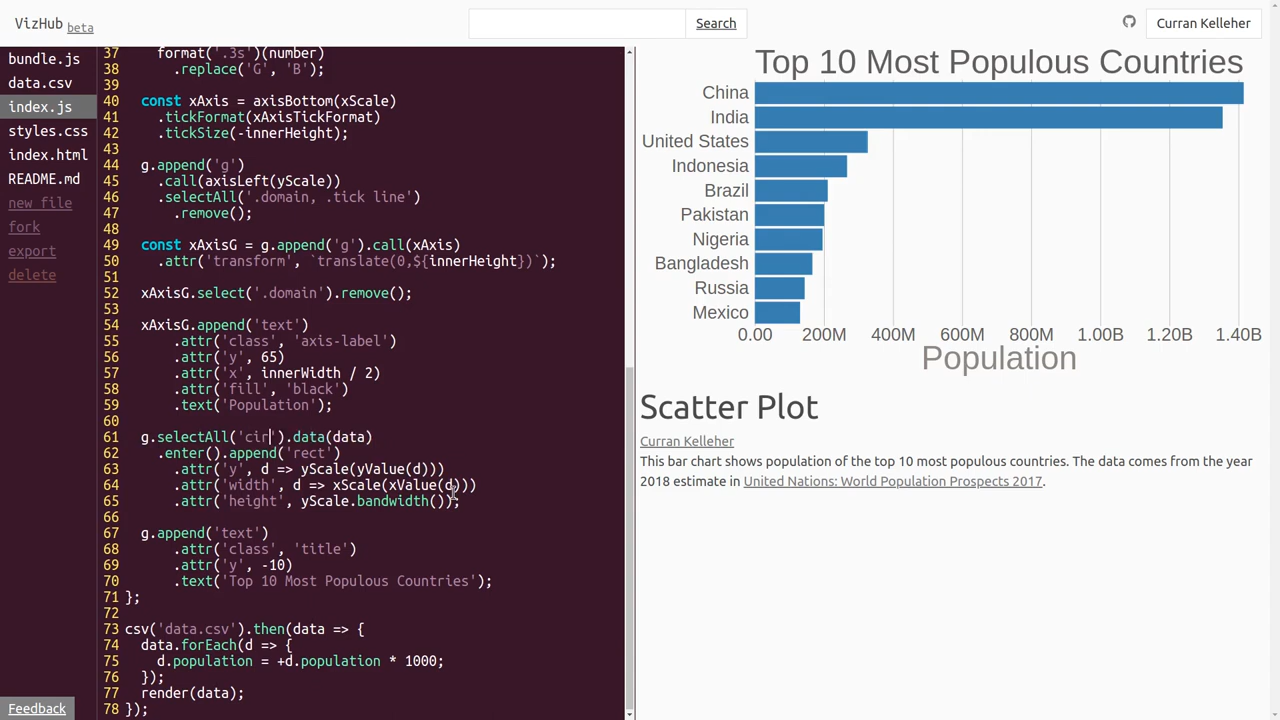 VizHub beta
Search
Curran Kelleher
bundle.js
data.csv
index.js
styles.css
index.html
README.md
new file
fork
export
delete
Feedback
37 format('.3s')(number)
38 .replace('G', 'B');
39
40 const xAxis = axisBottom(xScale)
41 .tickFormat(xAxisTickFormat)
42 .tickSize(-innerHeight);
43
44 g.append('g')
45 .call(axisLeft(yScale))
46 .selectAll('.domain, .tick line')
47 .remove();
48
49 const xAxisG = g.append('g').call(xAxis)
50 .attr('transform', `translate(0,${innerHeight})`);
51
52 xAxisG.select('.domain').remove();
53
54 xAxisG.append('text')
55 .attr('class', 'axis-label')
56 .attr('y', 65)
57 .attr('x', innerWidth / 2)
58 .attr('fill', 'black')
59 .text('Population');
60
61 g.selectAll('cir').data(data)
62 .enter().append('rect')
63 .attr('y', d => yScale(yValue(d)))
64 .attr('width', d => xScale(xValue(d)))
65 .attr('height', yScale.bandwidth());
66
67 g.append('text')
68 .attr('class', 'title')
69 .attr('y', -10)
70 .text('Top 10 Most Populous Countries');
71 };
72
73 csv('data.csv').then(data => {
74 data.forEach(d => {
75 d.population = +d.population * 1000;
76 });
77 render(data);
78 });
Top 10 Most Populous Countries
China
India
United States
Indonesia
Brazil
Pakistan
Nigeria
Bangladesh
Russia
Mexico
0.00 200M 400M 600M 800M 1.00B 1.20B 1.40B
Population
Scatter Plot
Curran Kelleher
This bar chart shows population of the top 10 most populous countries. The data comes from the year
2018 estimate in United Nations: World Population Prospects 2017.